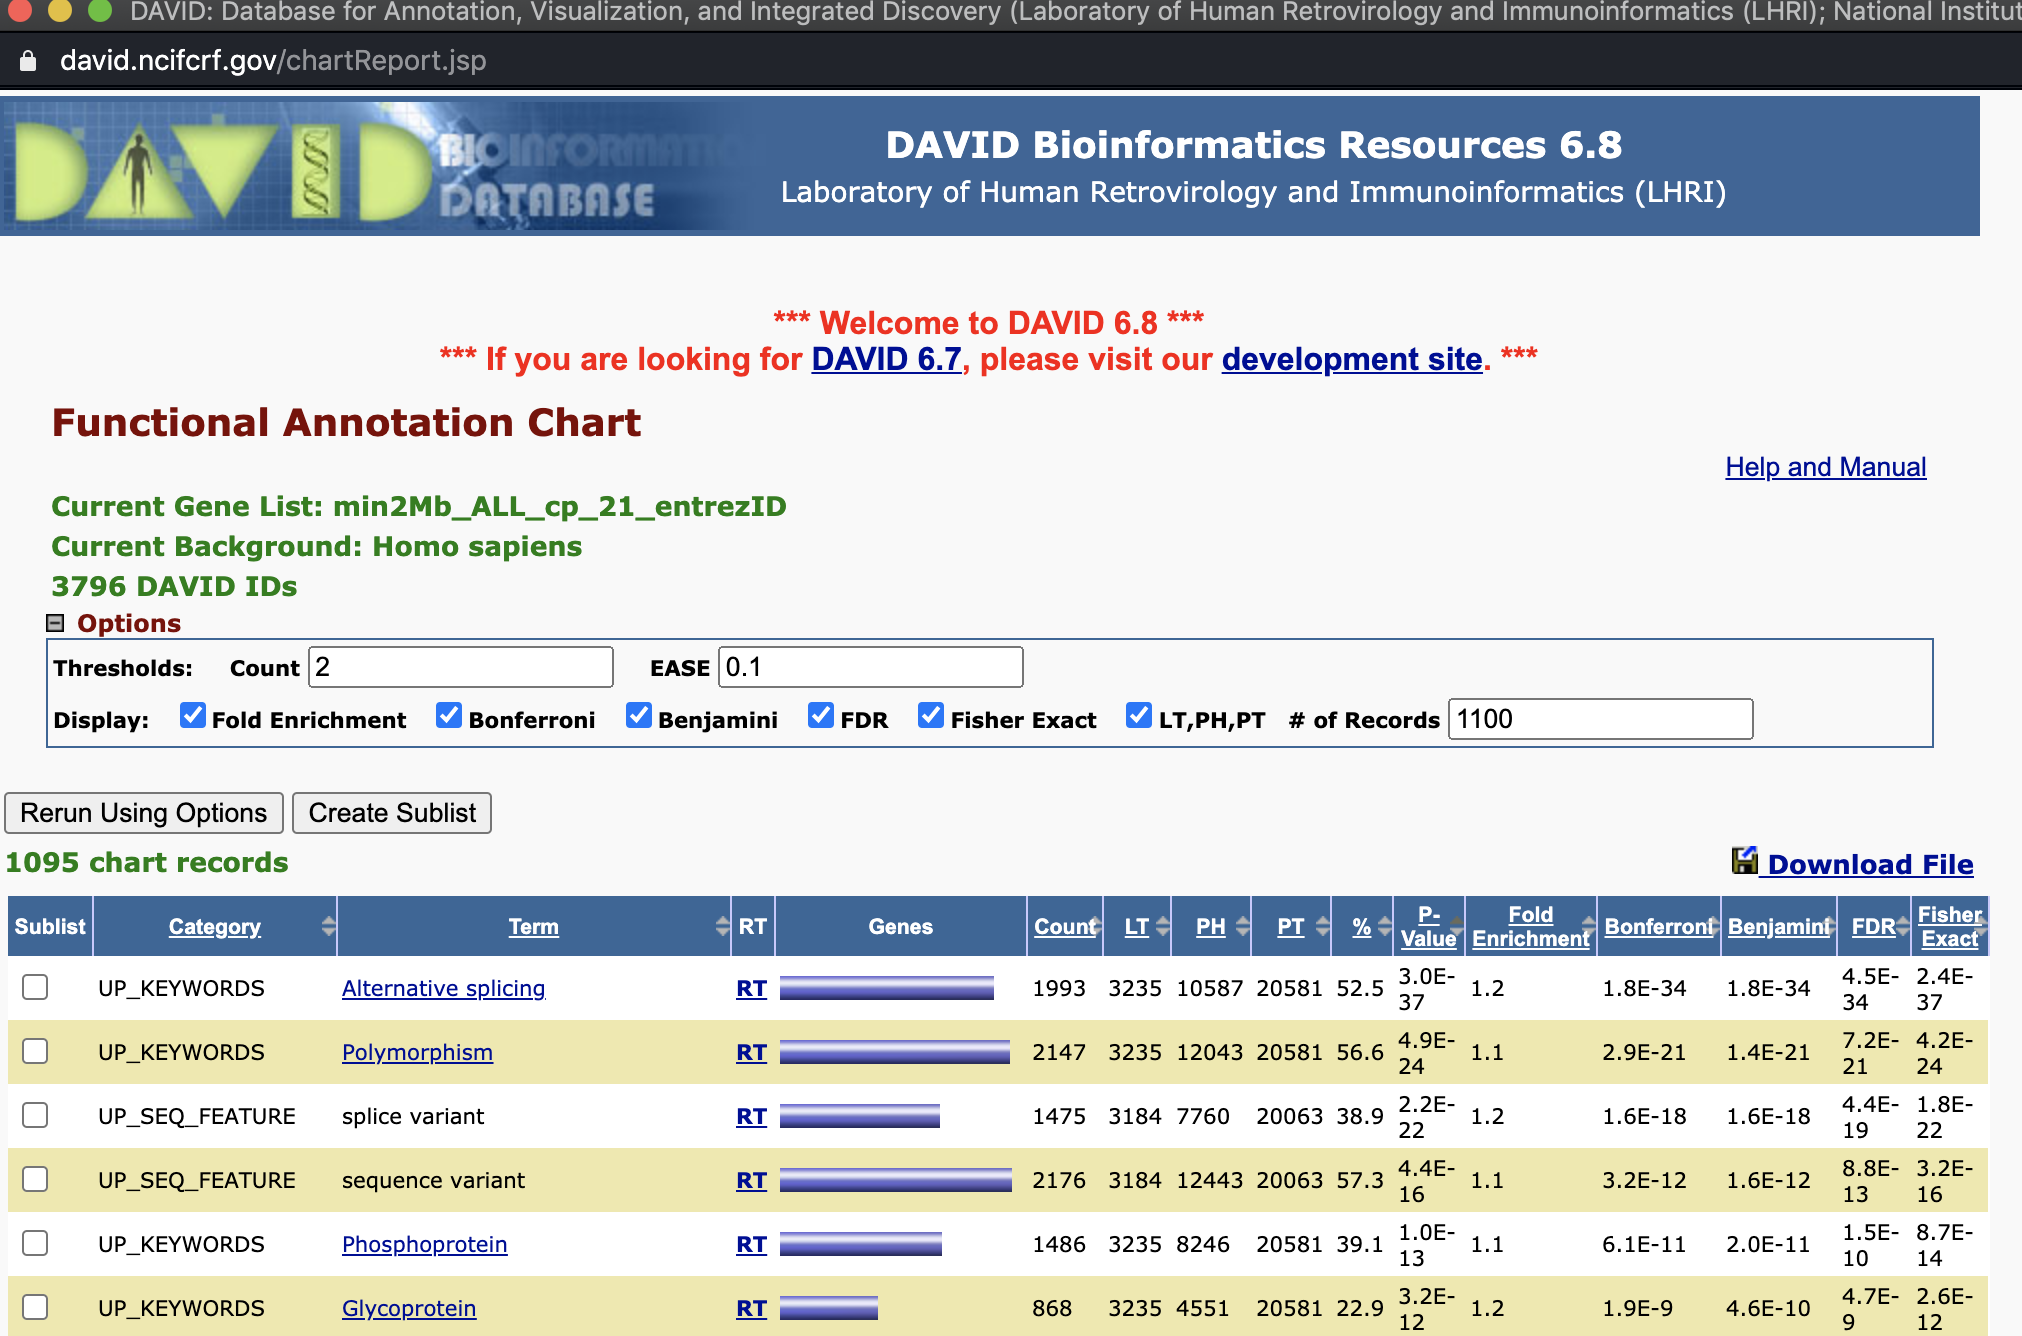 DAVID: Database for Annotation, Visualization, and Integrated Discovery (Laboratory of Human Retrovirology and Immunoinformatics (LHRI); National Institut
david.ncifcrf.gov/chartReport.jsp
DAVID BIOINFORMATIC DATABASE
DAVID Bioinformatics Resources 6.8
Laboratory of Human Retrovirology and Immunoinformatics (LHRI)
*** Welcome to DAVID 6.8 ***
*** If you are looking for DAVID 6.7, please visit our development site. ***
Functional Annotation Chart
Help and Manual
Current Gene List: min2Mb_ALL_cp_21_entrezID
Current Background: Homo sapiens
3796 DAVID IDs
Options
Thresholds: Count 2 EASE 0.1
Display: Fold Enrichment Bonferroni Benjamini FDR Fisher Exact LT,PH,PT # of Records 1100
Rerun Using Options Create Sublist
1095 chart records
Download File
Sublist Category Term RT Genes Count LT PH PT % P-Value Fold Enrichment Bonferroni Benjamini FDR Fisher Exact
UP_KEYWORDS Alternative splicing RT 1993 3235 10587 20581 52.5 3.0E-37 1.2 1.8E-34 1.8E-34 4.5E-34 2.4E-37
UP_KEYWORDS Polymorphism RT 2147 3235 12043 20581 56.6 4.9E-24 1.1 2.9E-21 1.4E-21 7.2E-21 4.2E-24
UP_SEQ_FEATURE splice variant RT 1475 3184 7760 20063 38.9 2.2E-22 1.2 1.6E-18 1.6E-18 4.4E-19 1.8E-22
UP_SEQ_FEATURE sequence variant RT 2176 3184 12443 20063 57.3 4.4E-16 1.1 3.2E-12 1.6E-12 8.8E-13 3.2E-16
UP_KEYWORDS Phosphoprotein RT 1486 3235 8246 20581 39.1 1.0E-13 1.1 6.1E-11 2.0E-11 1.5E-10 8.7E-14
UP_KEYWORDS Glycoprotein RT 868 3235 4551 20581 22.9 3.2E-12 1.2 1.9E-9 4.6E-10 4.7E-9 2.6E-12